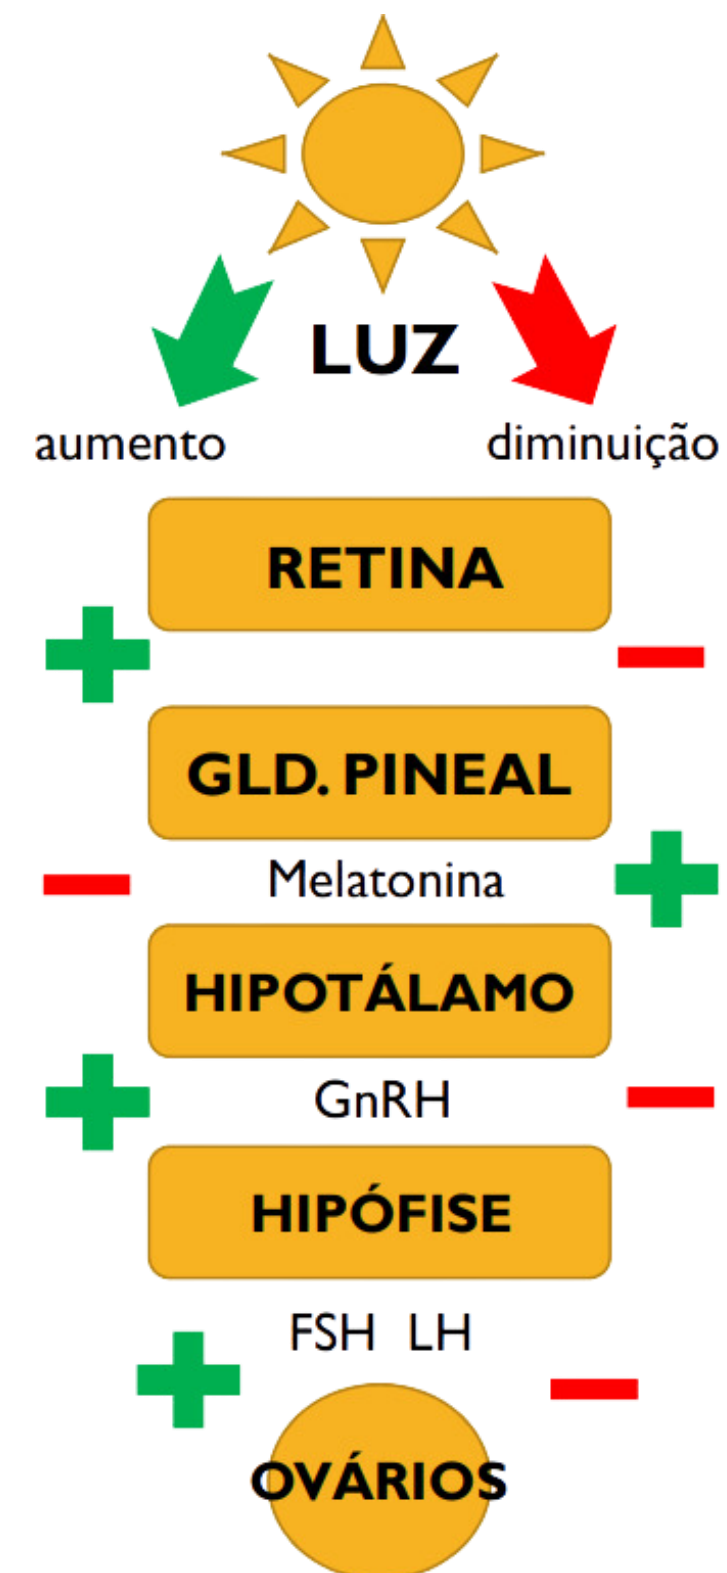 LUZ
aumento
diminuição
RETINA
GLD. PINEAL
Melatonina
HIPOTÁLAMO
GnRH
HIPÓFISE
FSH LH
OVÁRIOS